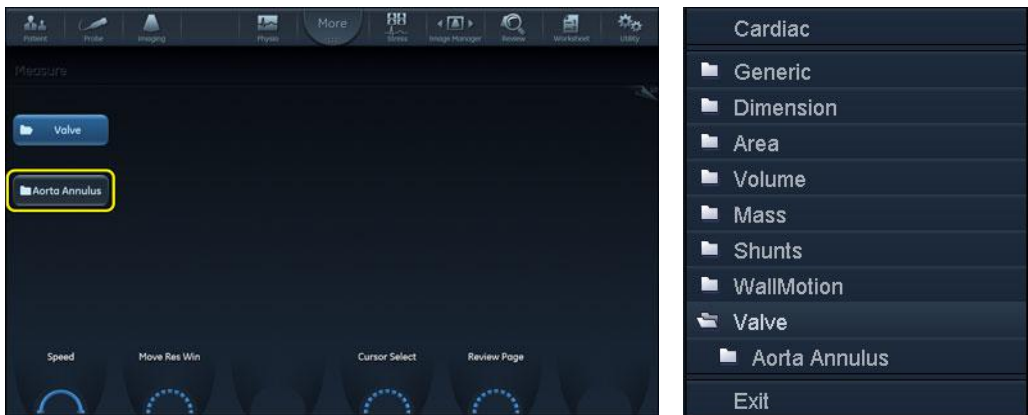 Patient
Probe
Imaging
Physio
More
Stress
Image Manager
Review
Worksheet
Utility
Measure
Valve
Aorta Annulus
Speed
Move Res Win
Cursor Select
Review Page
Cardiac
Generic
Dimension
Area
Volume
Mass
Shunts
WallMotion
Valve
Aorta Annulus
Exit